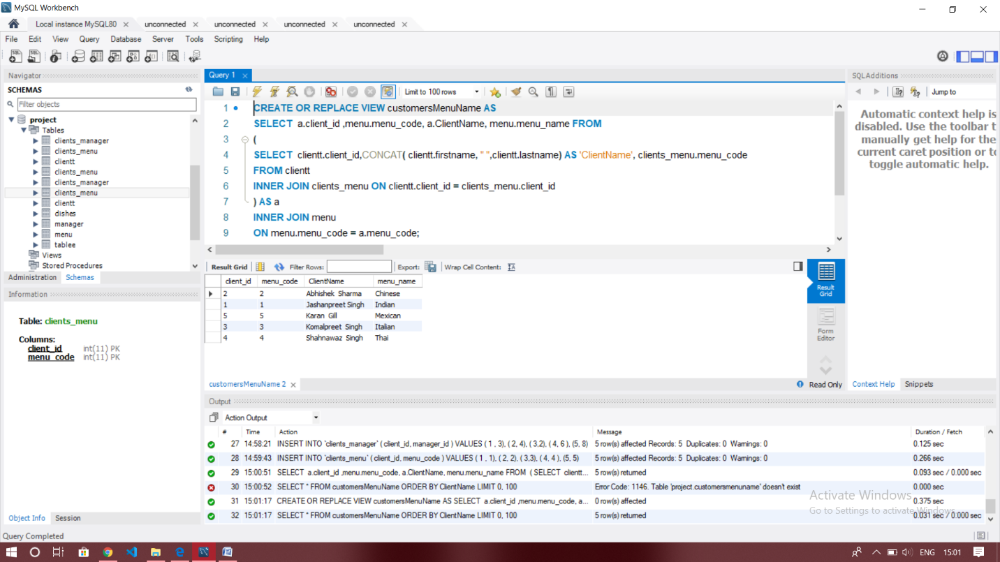 MySQL Workbench
Local instance MySQL80 unconnected unconnected unconnected unconnected
File Edit View Query Database Server Tools Scripting Help
Navigator
SCHEMAS
Filter objects
project
Tables
clients_manager
clients_menu
clientt
clients_menu
clients_manager
clients_menu
clientt
dishes
manager
menu
tablee
Views
Stored Procedures
Administration Schemas
Information
Table: clients_menu
Columns:
client_id int(11) PK
menu_code int(11) PK
Object Info Session
Query 1
Limit to 100 rows
1 CREATE OR REPLACE VIEW customersMenuName AS
2 SELECT a.client_id ,menu.menu_code, a.ClientName, menu.menu_name FROM
3 (
4 SELECT clientt.client_id,CONCAT( clientt.firstname, " ",clientt.lastname) AS 'ClientName', clients_menu.menu_code
5 FROM clientt
6 INNER JOIN clients_menu ON clientt.client_id = clients_menu.client_id
7 ) AS a
8 INNER JOIN menu
9 ON menu.menu_code = a.menu_code;
Result Grid Filter Rows: Export: Wrap Cell Content:
client_id menu_code ClientName menu_name
2 2 Abhishek Sharma Chinese
1 1 Jashanpreet Singh Indian
5 5 Karan Gill Mexican
3 3 Komalpreet Singh Italian
4 4 Shahnawaz Singh Thai
Result
Grid
Form
Editor
customersMenuName 2 Read Only
SQLAdditions
Jump to
Automatic context help is
disabled. Use the toolbar t
manually get help for the
current caret position or to
toggle automatic help.
Context Help Snippets
Output
Action Output
# Time Action Message Duration / Fetch
27 14:58:21 INSERT INTO `clients_manager` ( client_id, manager_id ) VALUES ( 1 , 3), ( 2, 4), ( 3,2), ( 4, 6 ), (5, 8) 5 row(s) affected Records: 5 Duplicates: 0 Warnings: 0 0.125 sec
28 14:59:43 INSERT INTO `clients_menu` ( client_id, menu_code ) VALUES ( 1 , 1), ( 2, 2), ( 3,3), ( 4, 4 ), (5, 5) 5 row(s) affected Records: 5 Duplicates: 0 Warnings: 0 0.266 sec
29 15:00:51 SELECT a.client_id ,menu.menu_code, a.ClientName, menu.menu_name FROM ( SELECT clientt... 5 row(s) returned 0.093 sec / 0.000 sec
30 15:00:52 SELECT * FROM customersMenuName ORDER BY ClientName LIMIT 0, 100 Error Code: 1146. Table 'project.customersmenuname' doesn't exist 0.000 sec
31 15:01:17 CREATE OR REPLACE VIEW customersMenuName AS SELECT a.client_id ,menu.menu_code, a... 0 row(s) affected 0.375 sec
32 15:01:17 SELECT * FROM customersMenuName ORDER BY ClientName LIMIT 0, 100 5 row(s) returned 0.031 sec / 0.000 sec
Activate Windows
Go to Settings to activate Windows.
Query Completed
ENG 15:01